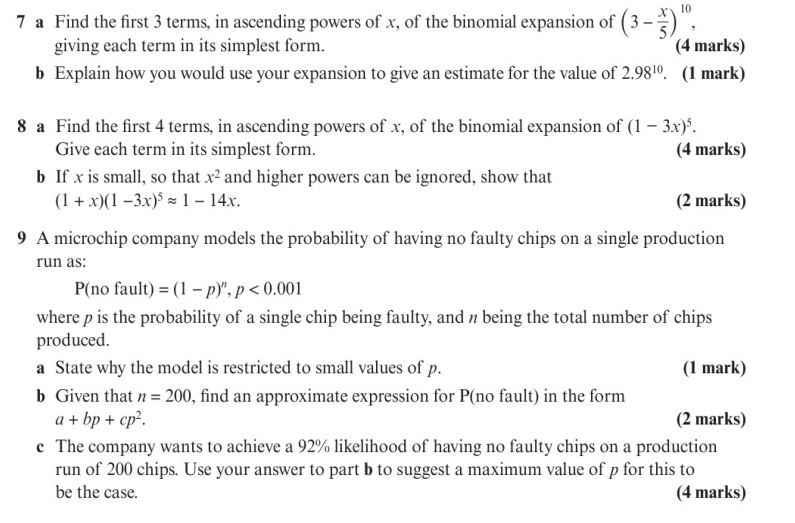 7 a Find the first 3 terms, in ascending powers of x, of the binomial expansion of (3 − x/5)¹⁰,
giving each term in its simplest form. (4 marks)
b Explain how you would use your expansion to give an estimate for the value of 2.98¹⁰. (1 mark)
8 a Find the first 4 terms, in ascending powers of x, of the binomial expansion of (1 − 3x)⁵.
Give each term in its simplest form. (4 marks)
b If x is small, so that x² and higher powers can be ignored, show that
(1 + x)(1 −3x)⁵ ≈ 1 − 14x. (2 marks)
9 A microchip company models the probability of having no faulty chips on a single production
run as:
P(no fault) = (1 − p)ⁿ, p < 0.001
where p is the probability of a single chip being faulty, and n being the total number of chips
produced.
a State why the model is restricted to small values of p. (1 mark)
b Given that n = 200, find an approximate expression for P(no fault) in the form
a + bp + cp². (2 marks)
c The company wants to achieve a 92% likelihood of having no faulty chips on a production
run of 200 chips. Use your answer to part b to suggest a maximum value of p for this to
be the case. (4 marks)